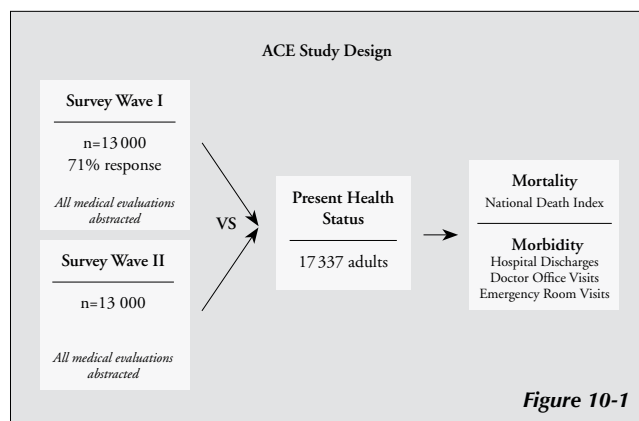 ACE Study Design
Survey Wave I
n=13 000
71% response
All medical evaluations
abstracted
Survey Wave II
n=13 000
All medical evaluations
abstracted
VS
Present Health
Status
17 337 adults
Mortality
National Death Index
Morbidity
Hospital Discharges
Doctor Office Visits
Emergency Room Visits
Figure 10-1